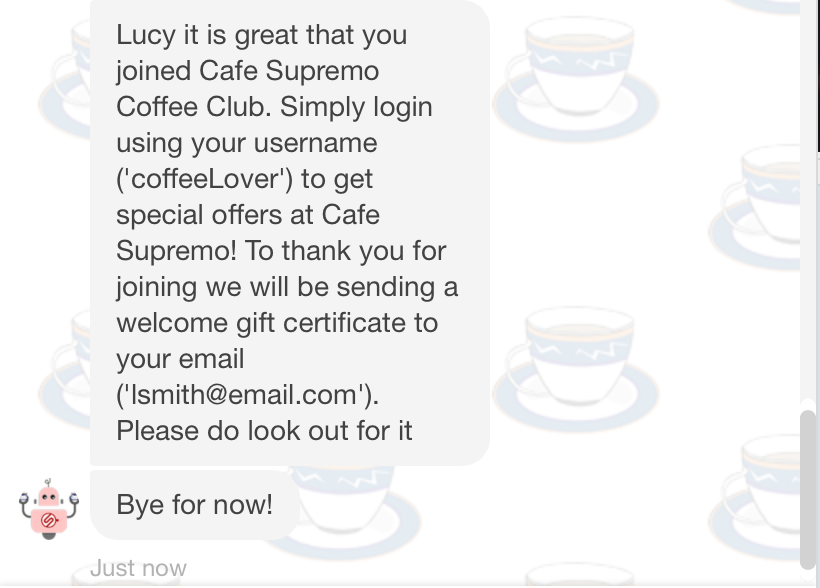 Lucy it is great that you
joined Cafe Supremo
Coffee Club. Simply login
using your username
('coffeeLover') to get
special offers at Cafe
Supremo! To thank you for
joining we will be sending a
welcome gift certificate to
your email
('lsmith@email.com').
Please do look out for it
Bye for now!
Just now